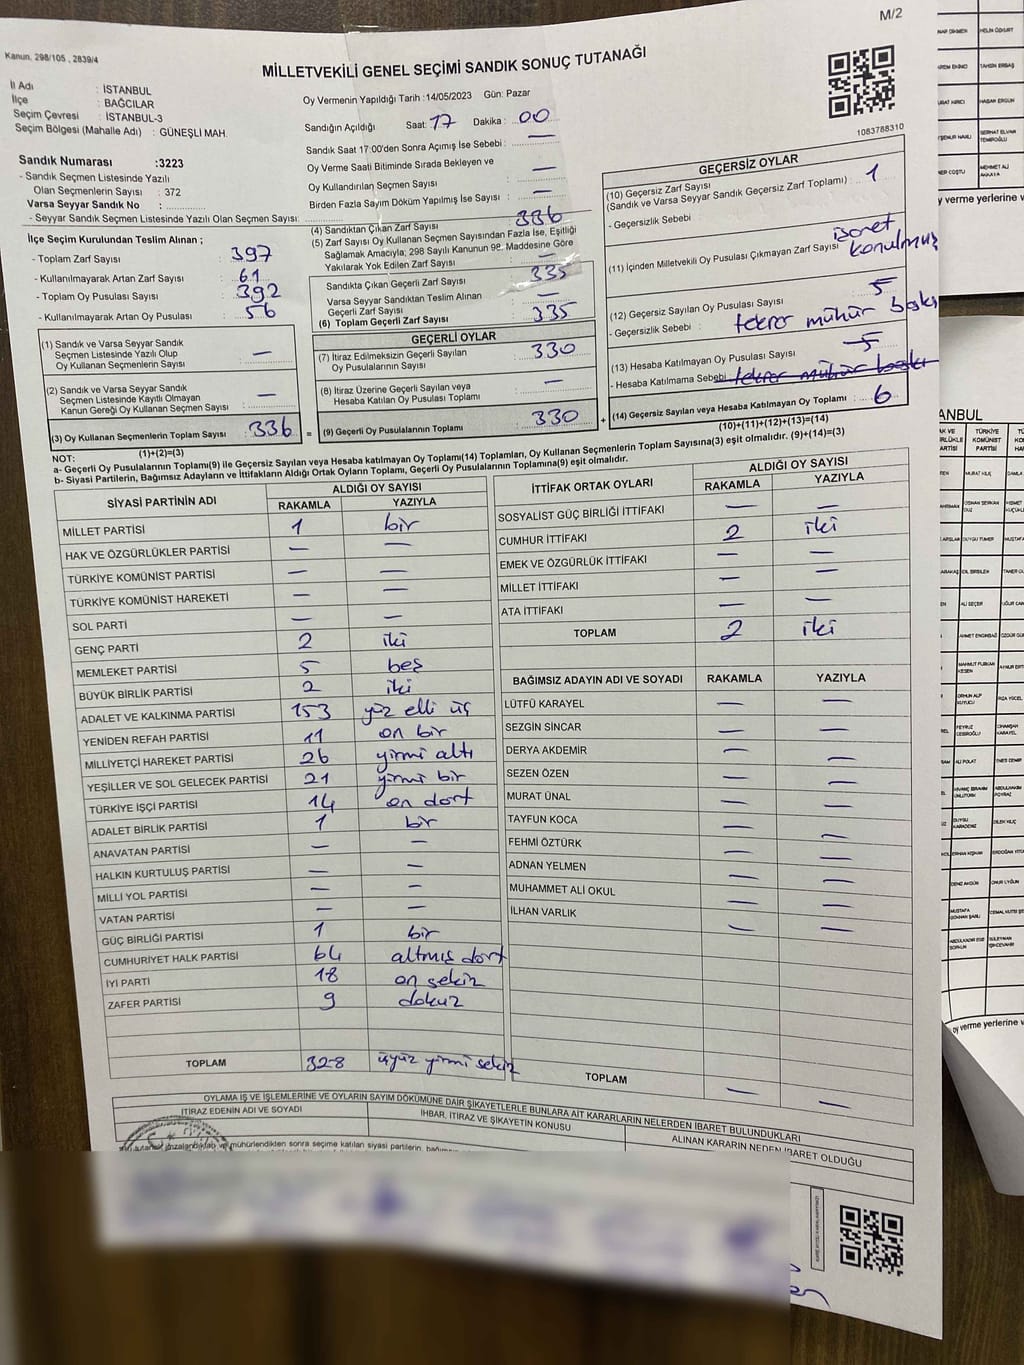 M/2
Kanun, 298/105 , 2839/4
MİLLETVEKİLİ GENEL SEÇİMİ SANDIK SONUÇ TUTANAĞI
İl Adı : İSTANBUL
İlçe : BAĞCILAR
Seçim Çevresi : İSTANBUL-3
Seçim Bölgesi (Mahalle Adı) : GÜNEŞLİ MAH.
Sandık Numarası :3223
- Sandık Seçmen Listesinde Yazılı
Olan Seçmenlerin Sayısı : 372
Varsa Seyyar Sandık No :
- Seyyar Sandık Seçmen Listesinde Yazılı Olan Seçmen Sayısı:
Oy Vermenin Yapıldığı Tarih :14/05/2023 Gün: Pazar
Sandığın Açıldığı Saat: 17 Dakika : 00
Sandık Saat 17:00'den Sonra Açımış İse Sebebi : —
Oy Verme Saati Bitiminde Sırada Bekleyen ve
Oy Kullandırılan Seçmen Sayısı : —
Birden Fazla Sayım Döküm Yapılmış İse Sayısı : —
1083788310
İlçe Seçim Kurulundan Teslim Alınan ;
- Toplam Zarf Sayısı : 397
- Kullanılmayarak Artan Zarf Sayısı : 61
- Toplam Oy Pusulası Sayısı : 392
- Kullanılmayarak Artan Oy Pusulası : 56
(1) Sandık ve Varsa Seyyar Sandık
Seçmen Listesinde Yazılı Olup
Oy Kullanan Seçmenlerin Sayısı : —
(2) Sandık ve Varsa Seyyar Sandık
Seçmen Listesinde Kayıtlı Olmayan
Kanun Gereği Oy Kullanan Seçmen Sayısı : —
(3) Oy Kullanan Seçmenlerin Toplam Sayısı : 336
(1)+(2)=(3)
(4) Sandıktan Çıkan Zarf Sayısı : 336
(5) Zarf Sayısı Oy Kullanan Seçmen Sayısından Fazla İse, Eşitliği
Sağlamak Amacıyla; 298 Sayılı Kanunun 98. Maddesine Göre
Yakılarak Yok Edilen Zarf Sayısı : —
Sandıkta Çıkan Geçerli Zarf Sayısı : 335
Varsa Seyyar Sandıktan Teslim Alınan
Geçerli Zarf Sayısı : —
(6) Toplam Geçerli Zarf Sayısı : 335
GEÇERLİ OYLAR
(7) İtiraz Edilmeksizin Geçerli Sayılan
Oy Pusulalarının Sayısı : 330
(8) İtiraz Üzerine Geçerli Sayılan veya
Hesaba Katılan Oy Pusulası Toplamı : —
= (9) Geçerli Oy Pusulalarının Toplamı : 330 +
GEÇERSİZ OYLAR
(10) Geçersiz Zarf Sayısı
(Sandık ve Varsa Seyyar Sandık Geçersiz Zarf Toplamı) : 1
- Geçersizlik Sebebi : işaret konulmuş
(11) İçinden Milletvekili Oy Pusulası Çıkmayan Zarf Sayısı :
(12) Geçersiz Sayılan Oy Pusulası Sayısı : 5
- Geçersizlik Sebebi : tekrar mühür baskı
(13) Hesaba Katılmayan Oy Pusulası Sayısı : 5
- Hesaba Katılmama Sebebi : tekrar mühür baskı
(14) Geçersiz Sayılan veya Hesaba Katılmayan Oy Toplamı : 6
(10)+(11)+(12)+(13)=(14)
NOT:
a- Geçerli Oy Pusulalarının Toplamı(9) ile Geçersiz Sayılan veya Hesaba katılmayan Oy Toplamı(14) Toplamları, Oy Kullanan Seçmenlerin Toplam Sayısına(3) eşit olmalıdır. (9)+(14)=(3)
b- Siyasi Partilerin, Bağımsız Adayların ve İttifakların Aldığı Ortak Oyların Toplamı, Geçerli Oy Pusulalarının Toplamına(9) eşit olmalıdır.
SİYASİ PARTİNİN ADI ALDIĞI OY SAYISI
RAKAMLA YAZIYLA
MİLLET PARTİSİ 1 bir
HAK VE ÖZGÜRLÜKLER PARTİSİ — —
TÜRKİYE KOMÜNİST PARTİSİ — —
TÜRKİYE KOMÜNİST HAREKETİ — —
SOL PARTİ — —
GENÇ PARTİ 2 iki
MEMLEKET PARTİSİ 5 beş
BÜYÜK BİRLİK PARTİSİ 2 iki
ADALET VE KALKINMA PARTİSİ 153 yüz elli üç
YENİDEN REFAH PARTİSİ 11 on bir
MİLLİYETÇİ HAREKET PARTİSİ 26 yirmi altı
YEŞİLLER VE SOL GELECEK PARTİSİ 21 yirmi bir
TÜRKİYE İŞÇİ PARTİSİ 14 on dort
ADALET BİRLİK PARTİSİ 1 bir
ANAVATAN PARTİSİ — —
HALKIN KURTULUŞ PARTİSİ — —
MİLLİ YOL PARTİSİ — —
VATAN PARTİSİ — —
GÜÇ BİRLİĞİ PARTİSİ 1 bir
CUMHURİYET HALK PARTİSİ 64 altmış dört
İYİ PARTİ 18 on sekiz
ZAFER PARTİSİ 9 dokuz
TOPLAM 328 üçyüz yirmi sekiz
İTTİFAK ORTAK OYLARI ALDIĞI OY SAYISI
RAKAMLA YAZIYLA
SOSYALİST GÜÇ BİRLİĞİ İTTİFAKI — —
CUMHUR İTTİFAKI 2 iki
EMEK VE ÖZGÜRLÜK İTTİFAKI — —
MİLLET İTTİFAKI — —
ATA İTTİFAKI — —
TOPLAM 2 iki
BAĞIMSIZ ADAYIN ADI VE SOYADI RAKAMLA YAZIYLA
LÜTFÜ KARAYEL — —
SEZGİN SİNCAR — —
DERYA AKDEMİR — —
SEZEN ÖZEN — —
MURAT ÜNAL — —
TAYFUN KOCA — —
FEHMİ ÖZTÜRK — —
ADNAN YELMEN — —
MUHAMMET ALİ OKUL — —
İLHAN VARLIK — —
TOPLAM — —
OYLAMA İŞ VE İŞLEMLERİNE VE OYLARIN SAYIM DÖKÜMÜNE DAİR ŞİKAYETLERLE BUNLARA AİT KARARLARIN NELERDEN İBARET BULUNDUKLARI
İTİRAZ EDENİN ADI VE SOYADI
İHBAR, İTİRAZ VE ŞİKAYETİN KONUSU
ALINAN KARARIN NEDEN İBARET OLDUĞU